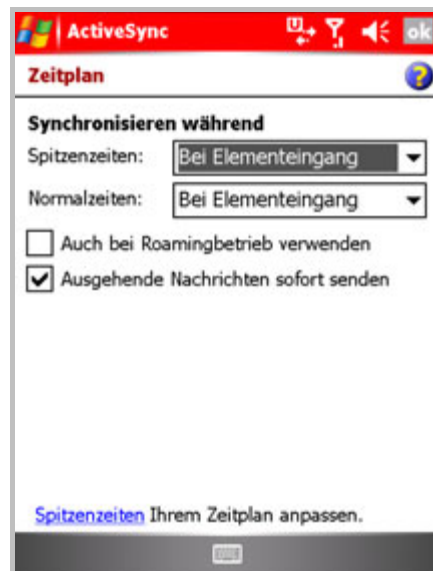 ActiveSync
ok
Zeitplan
?
Synchronisieren während
Spitzenzeiten: Bei Elementeingang
Normalzeiten: Bei Elementeingang
Auch bei Roamingbetrieb verwenden
Ausgehende Nachrichten sofort senden
Spitzenzeiten Ihrem Zeitplan anpassen.